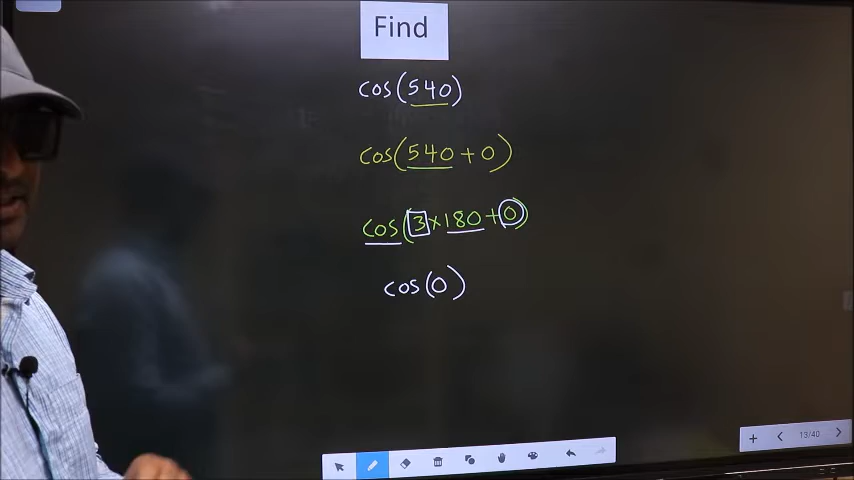 Find
cos(540)
cos(540+0)
cos(3×180+0)
cos(0)
13/40